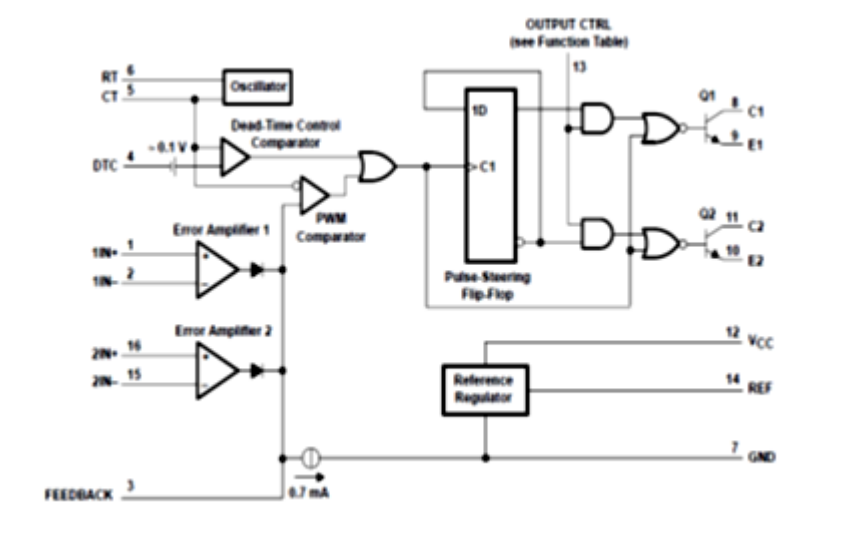 OUTPUT CTRL
(see Function Table)
13
RT 6
CT 5
Oscillator
Q1
8 C1
9 E1
1D
Dead-Time Control
Comparator
~ 0.1 V
DTC 4
C1
PWM
Comparator
Q2
11 C2
10 E2
Error Amplifier 1
1IN+ 1
+
1IN– 2
–
Pulse-Steering
Flip-Flop
Error Amplifier 2
2IN+ 16
+
2IN– 15
–
12 VCC
Reference
Regulator
14 REF
7 GND
FEEDBACK 3
0.7 mA